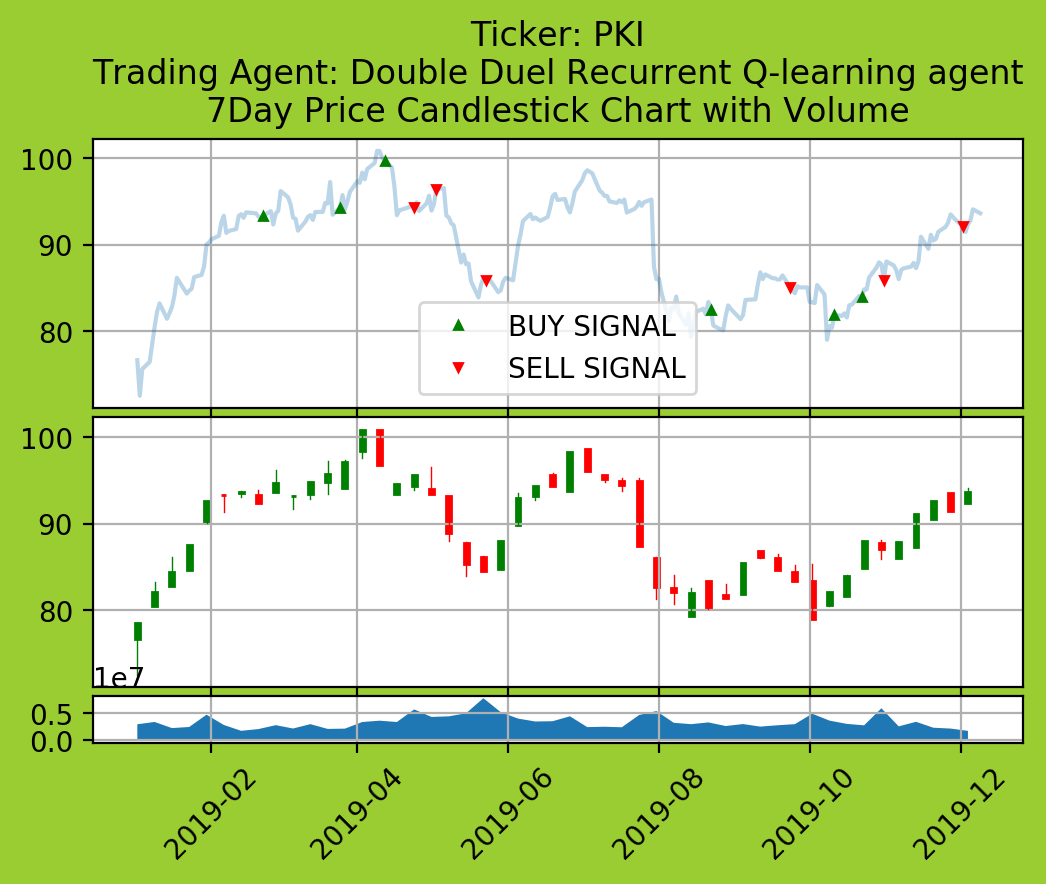 Ticker: PKI
Trading Agent: Double Duel Recurrent Q-learning agent
7Day Price Candlestick Chart with Volume
100
90
80
BUY SIGNAL
SELL SIGNAL
100
90
80
1e7
0.5
0.0
2019-02
2019-04
2019-06
2019-08
2019-10
2019-12